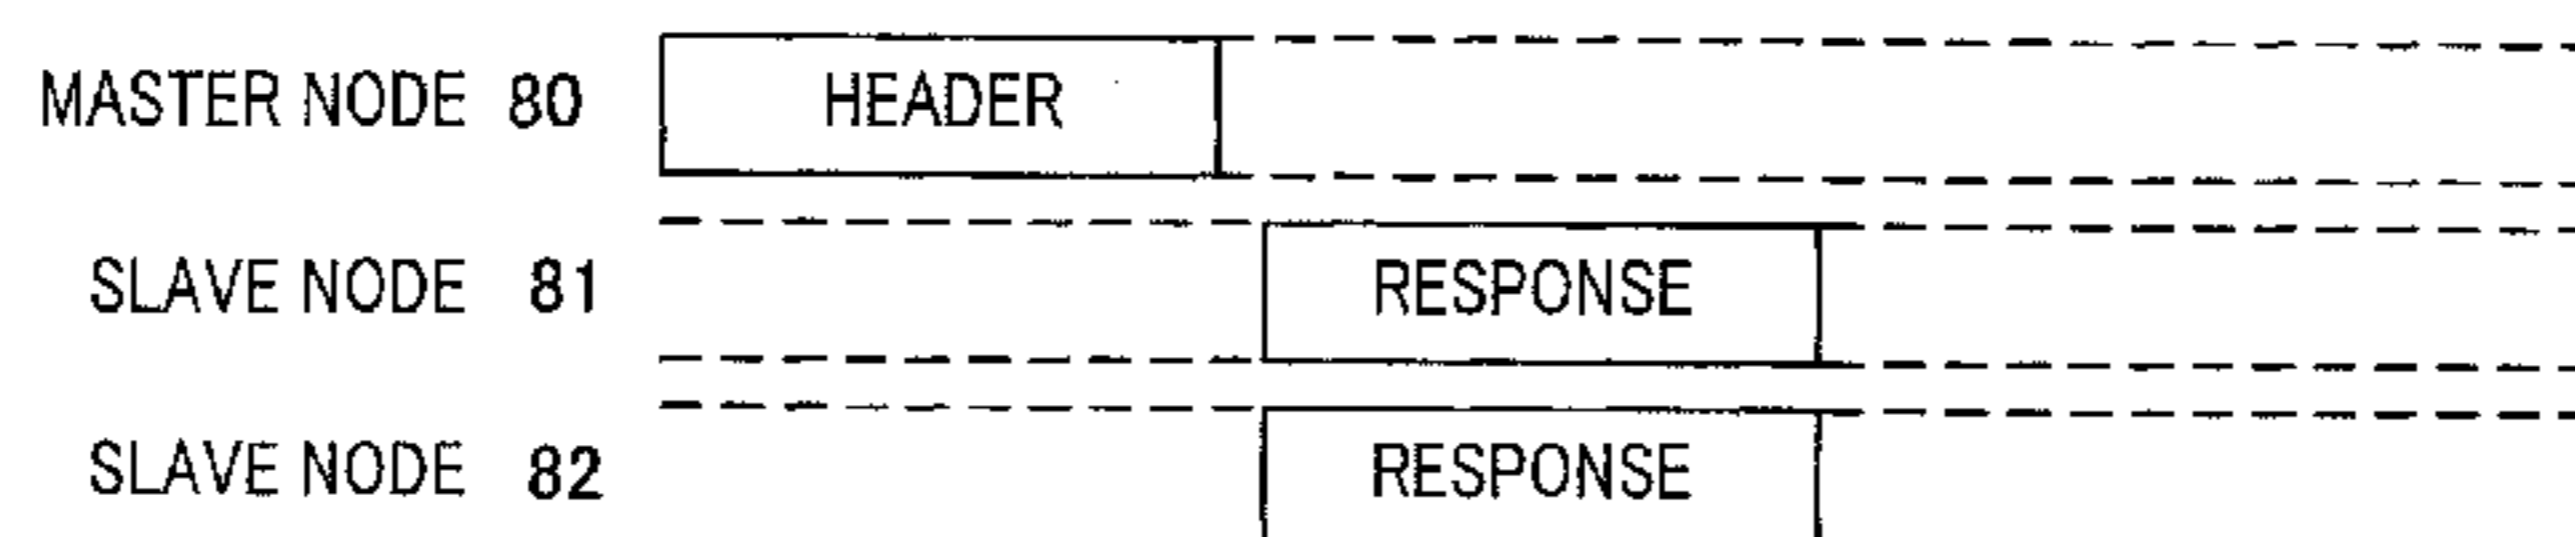 MASTER NODE 80 HEADER
SLAVE NODE 81 RESPONSE
SLAVE NODE 82 RESPONSE